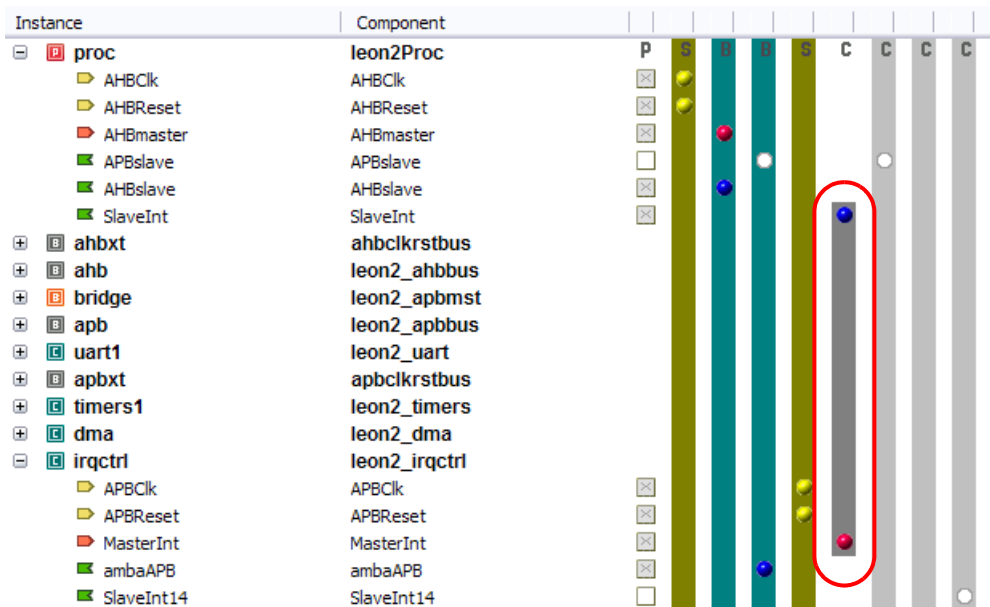 Instance Component
proc leon2Proc P S B B S C C C C
AHBClk AHBClk
AHBReset AHBReset
AHBmaster AHBmaster
APBslave APBslave
AHBslave AHBslave
SlaveInt SlaveInt
B ahbxt ahbclkrstbus
B ahb leon2_ahbbus
B bridge leon2_apbmst
B apb leon2_apbbus
C uart1 leon2_uart
B apbxt apbclkrstbus
C timers1 leon2_timers
C dma leon2_dma
C irqctrl leon2_irqctrl
APBClk APBClk
APBReset APBReset
MasterInt MasterInt
ambaAPB ambaAPB
SlaveInt14 SlaveInt14